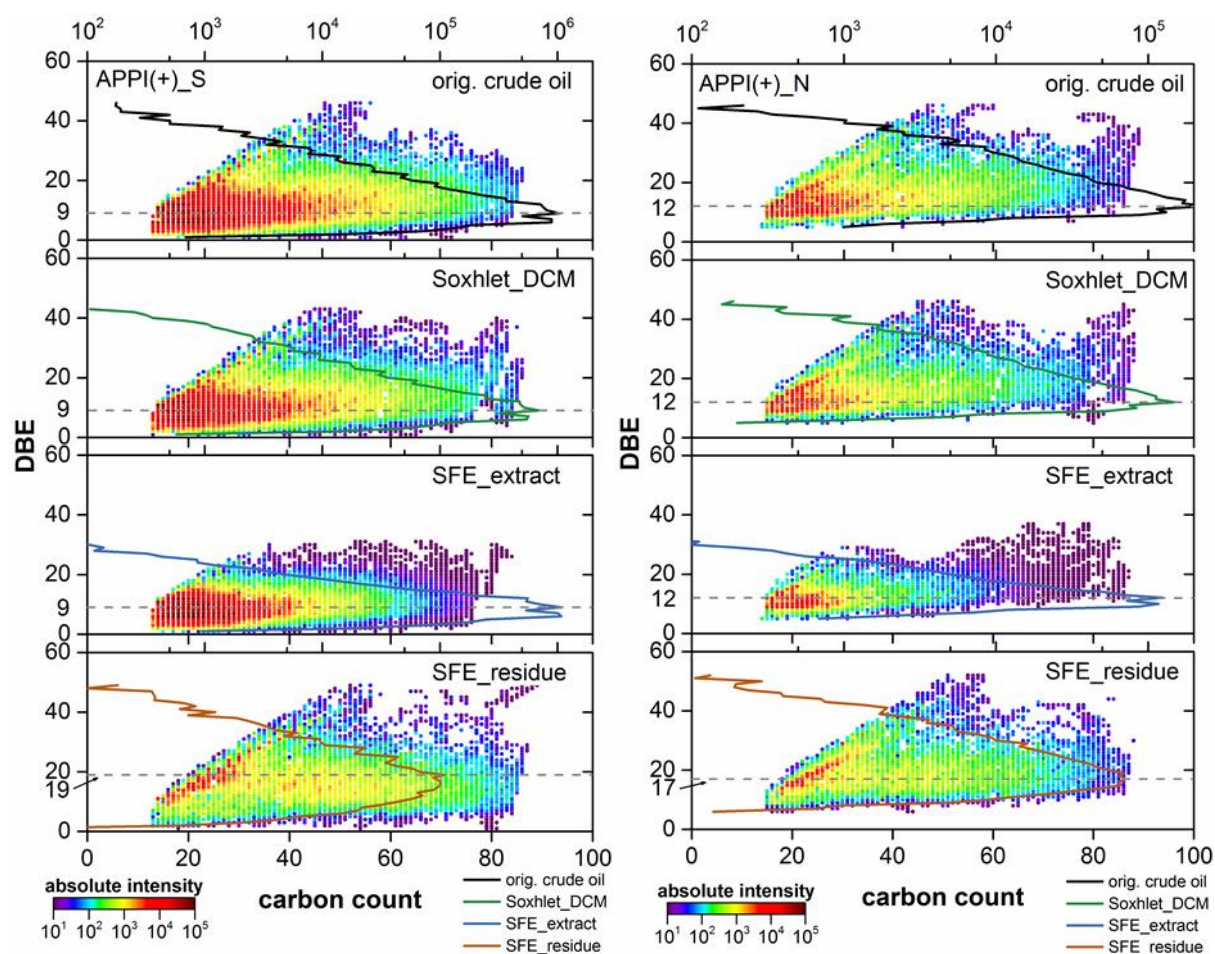 10² 10³ 10⁴ 10⁵ 10⁶
60
APPI(+)_S orig. crude oil
40
20
9
0
Soxhlet_DCM
60
40
20
9
0
SFE_extract
60
40
20
9
0
SFE_residue
60
40
20
19
0
DBE
0 20 40 60 80 100
carbon count
absolute intensity
10¹ 10² 10³ 10⁴ 10⁵
orig. crude oil
Soxhlet_DCM
SFE_extract
SFE_residue
10² 10³ 10⁴ 10⁵
60
APPI(+)_N orig. crude oil
40
20
12
0
Soxhlet_DCM
60
40
20
12
0
SFE_extract
60
40
20
12
0
SFE_residue
60
40
20
17
0
DBE
0 20 40 60 80 100
carbon count
absolute intensity
10¹ 10² 10³ 10⁴ 10⁵
orig. crude oil
Soxhlet_DCM
SFE_extract
SFE_residue